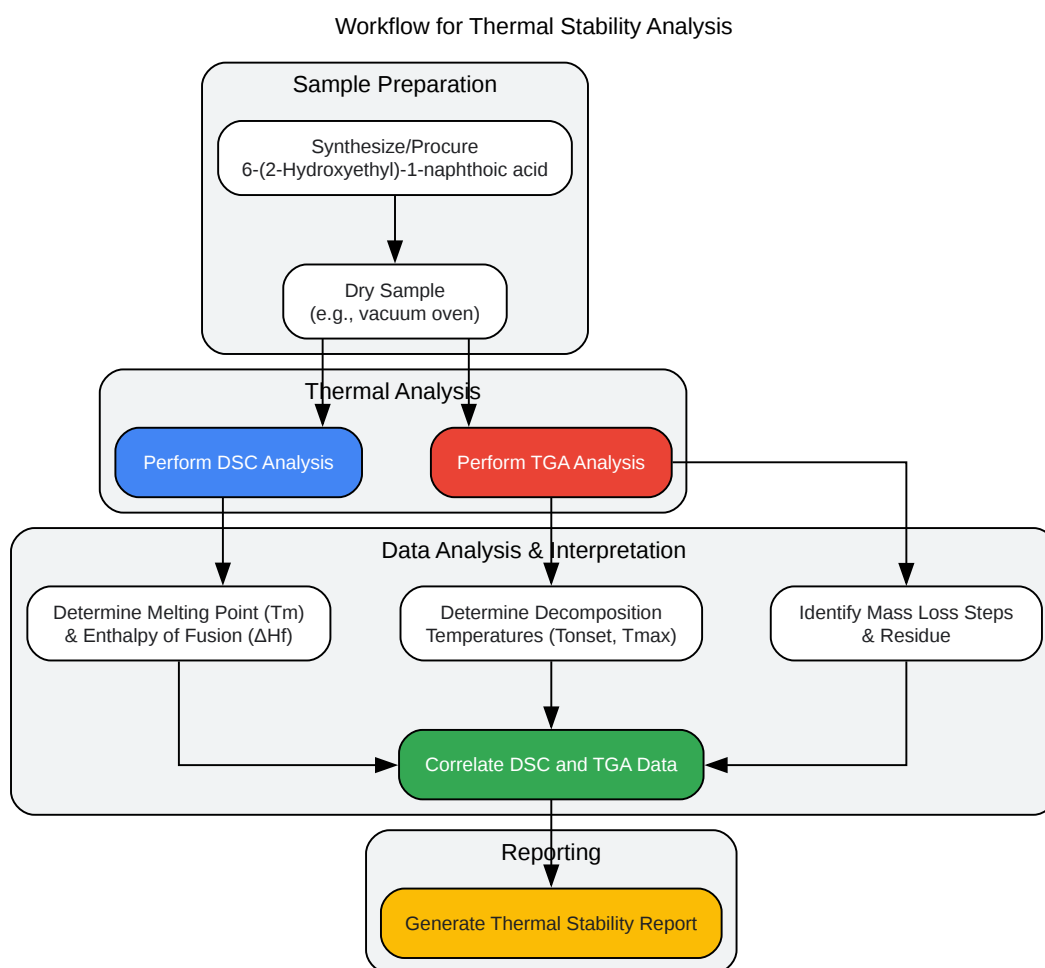 Workflow for Thermal Stability Analysis
Sample Preparation
Synthesize/Procure
6-(2-Hydroxyethyl)-1-naphthoic acid
Dry Sample
(e.g., vacuum oven)
Thermal Analysis
Perform DSC Analysis
Perform TGA Analysis
Data Analysis & Interpretation
Determine Melting Point (Tm)
& Enthalpy of Fusion (ΔHf)
Determine Decomposition
Temperatures (Tonset, Tmax)
Identify Mass Loss Steps
& Residue
Correlate DSC and TGA Data
Reporting
Generate Thermal Stability Report